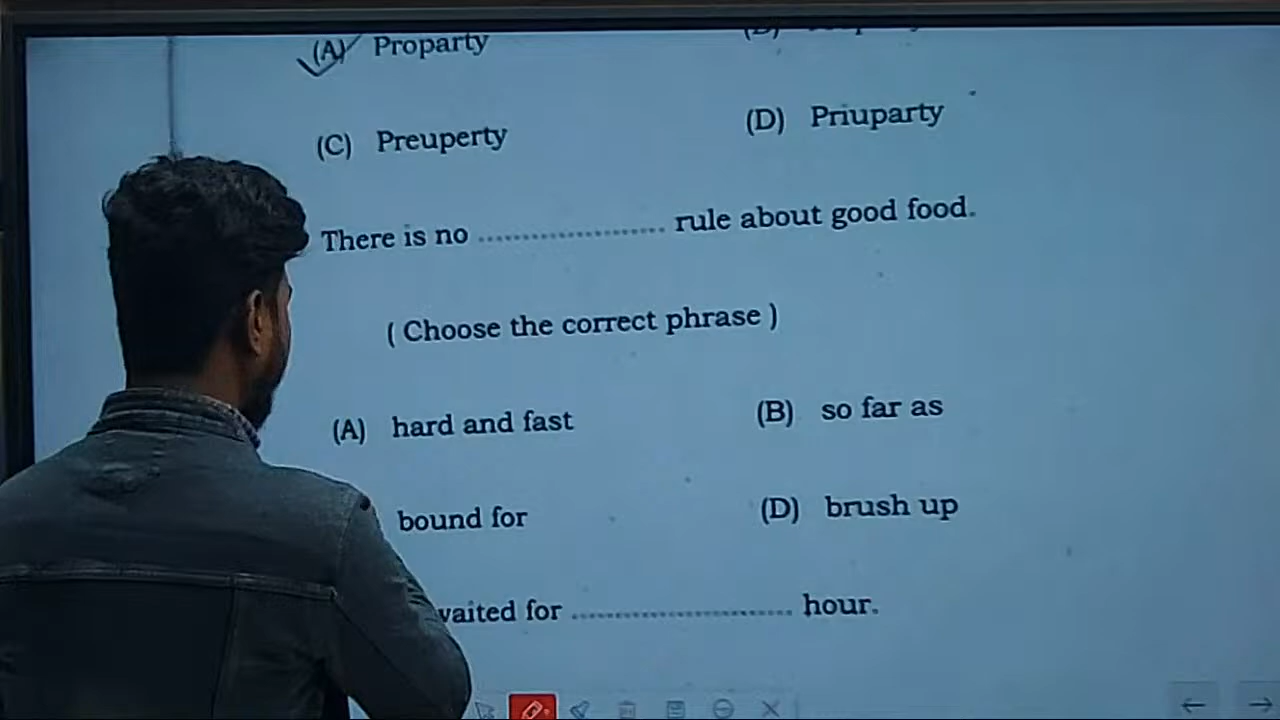 (A) Proparty
(C) Preuperty
(D) Priuparty
There is no .................... rule about good food.
( Choose the correct phrase )
(A) hard and fast
(B) so far as
bound for
(D) brush up
waited for ........................ hour.